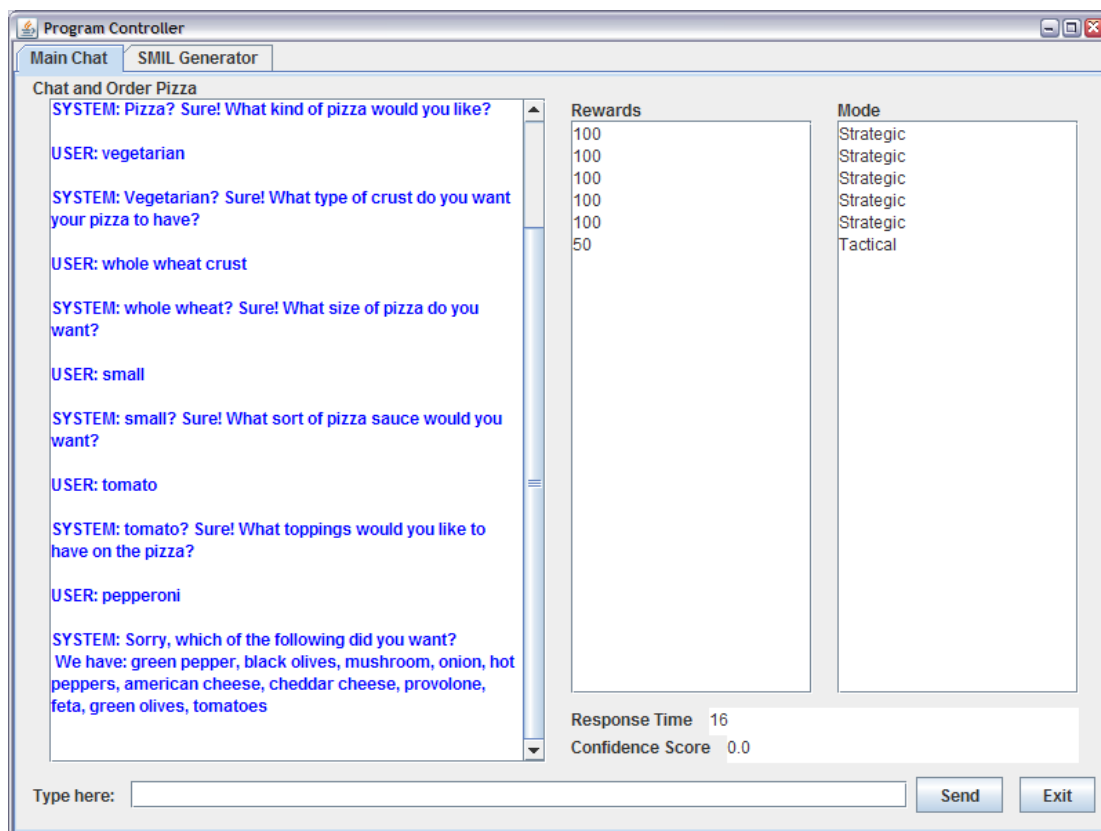 Program Controller
Main Chat
SMIL Generator
Chat and Order Pizza
SYSTEM: Pizza? Sure! What kind of pizza would you like?
USER: vegetarian
SYSTEM: Vegetarian? Sure! What type of crust do you want
your pizza to have?
USER: whole wheat crust
SYSTEM: whole wheat? Sure! What size of pizza do you
want?
USER: small
SYSTEM: small? Sure! What sort of pizza sauce would you
want?
USER: tomato
SYSTEM: tomato? Sure! What toppings would you like to
have on the pizza?
USER: pepperoni
SYSTEM: Sorry, which of the following did you want?
We have: green pepper, black olives, mushroom, onion, hot
peppers, american cheese, cheddar cheese, provolone,
feta, green olives, tomatoes
Rewards
100
100
100
100
100
50
Mode
Strategic
Strategic
Strategic
Strategic
Strategic
Tactical
Response Time 16
Confidence Score 0.0
Type here:
Send
Exit